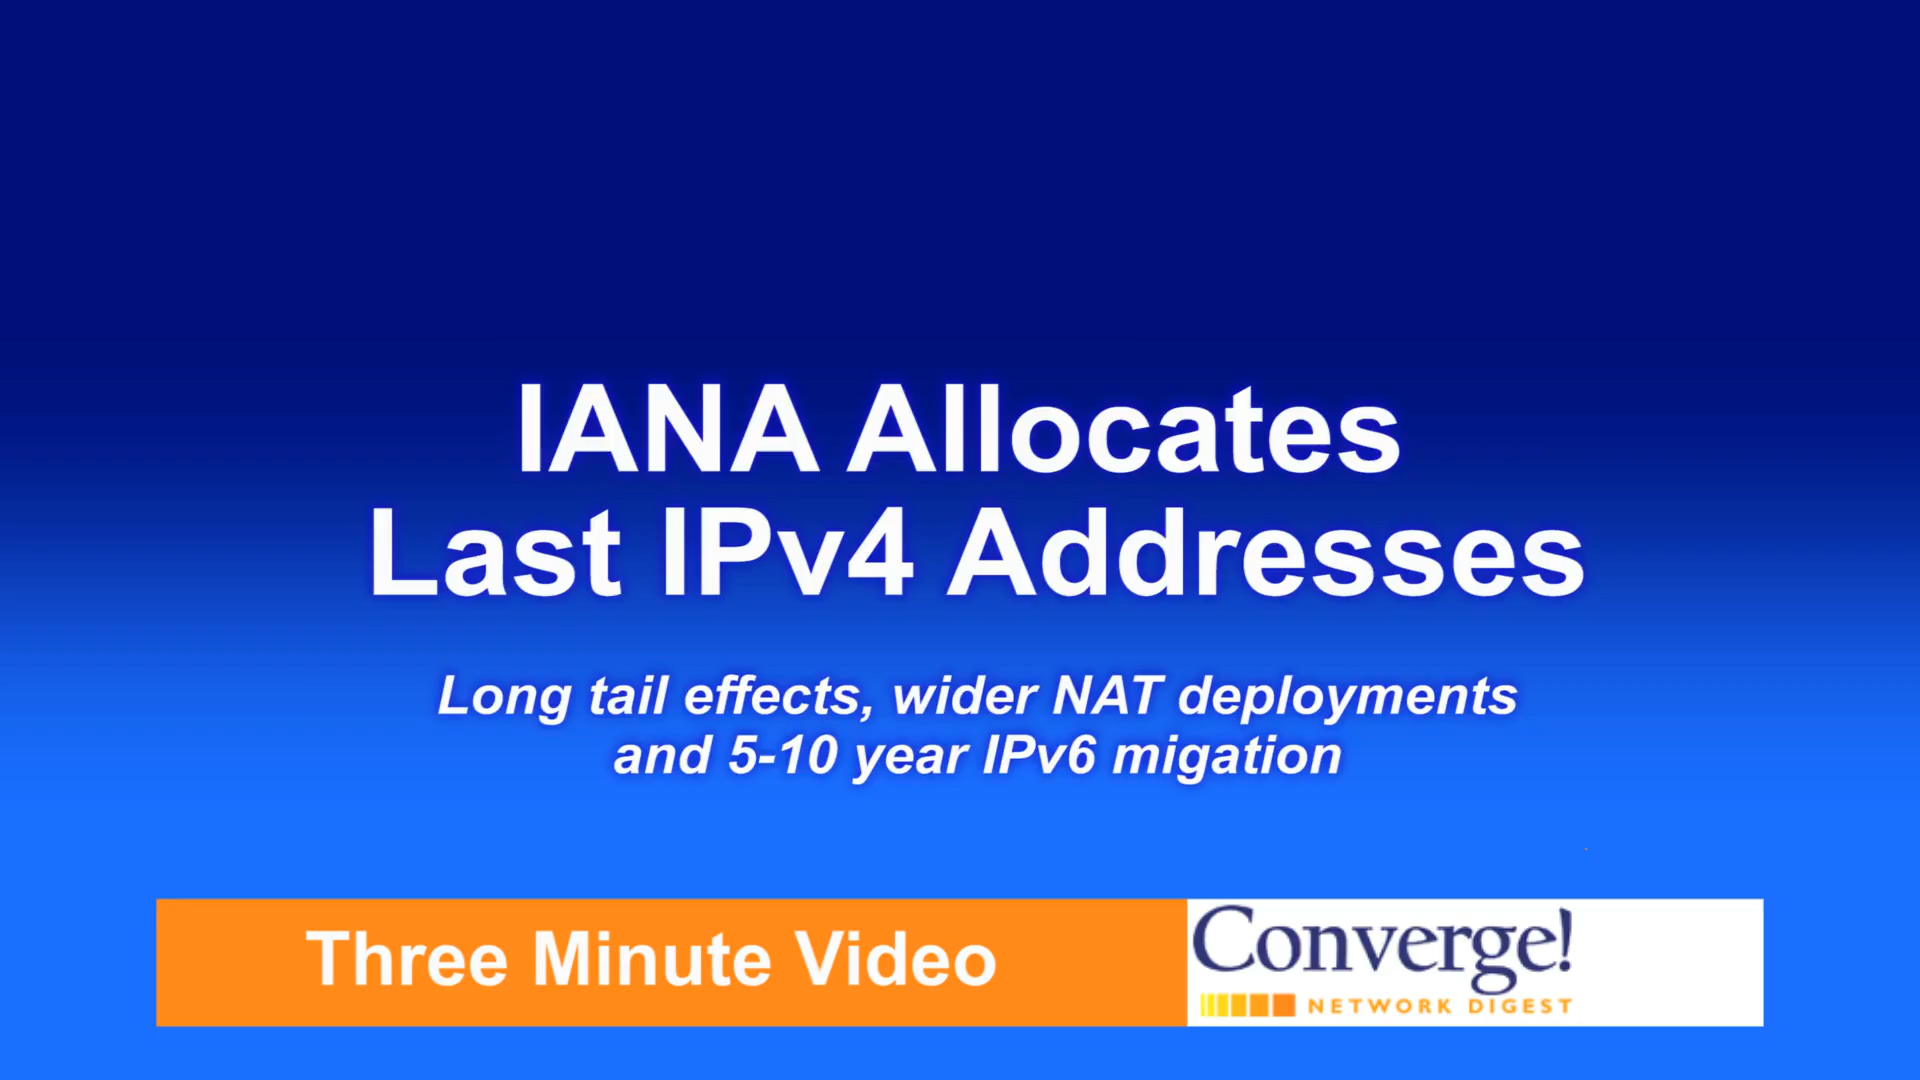 IANA Allocates
Last IPv4 Addresses
Long tail effects, wider NAT deployments
and 5-10 year IPv6 migation
Three Minute Video
Converge!
NETWORK DIGEST